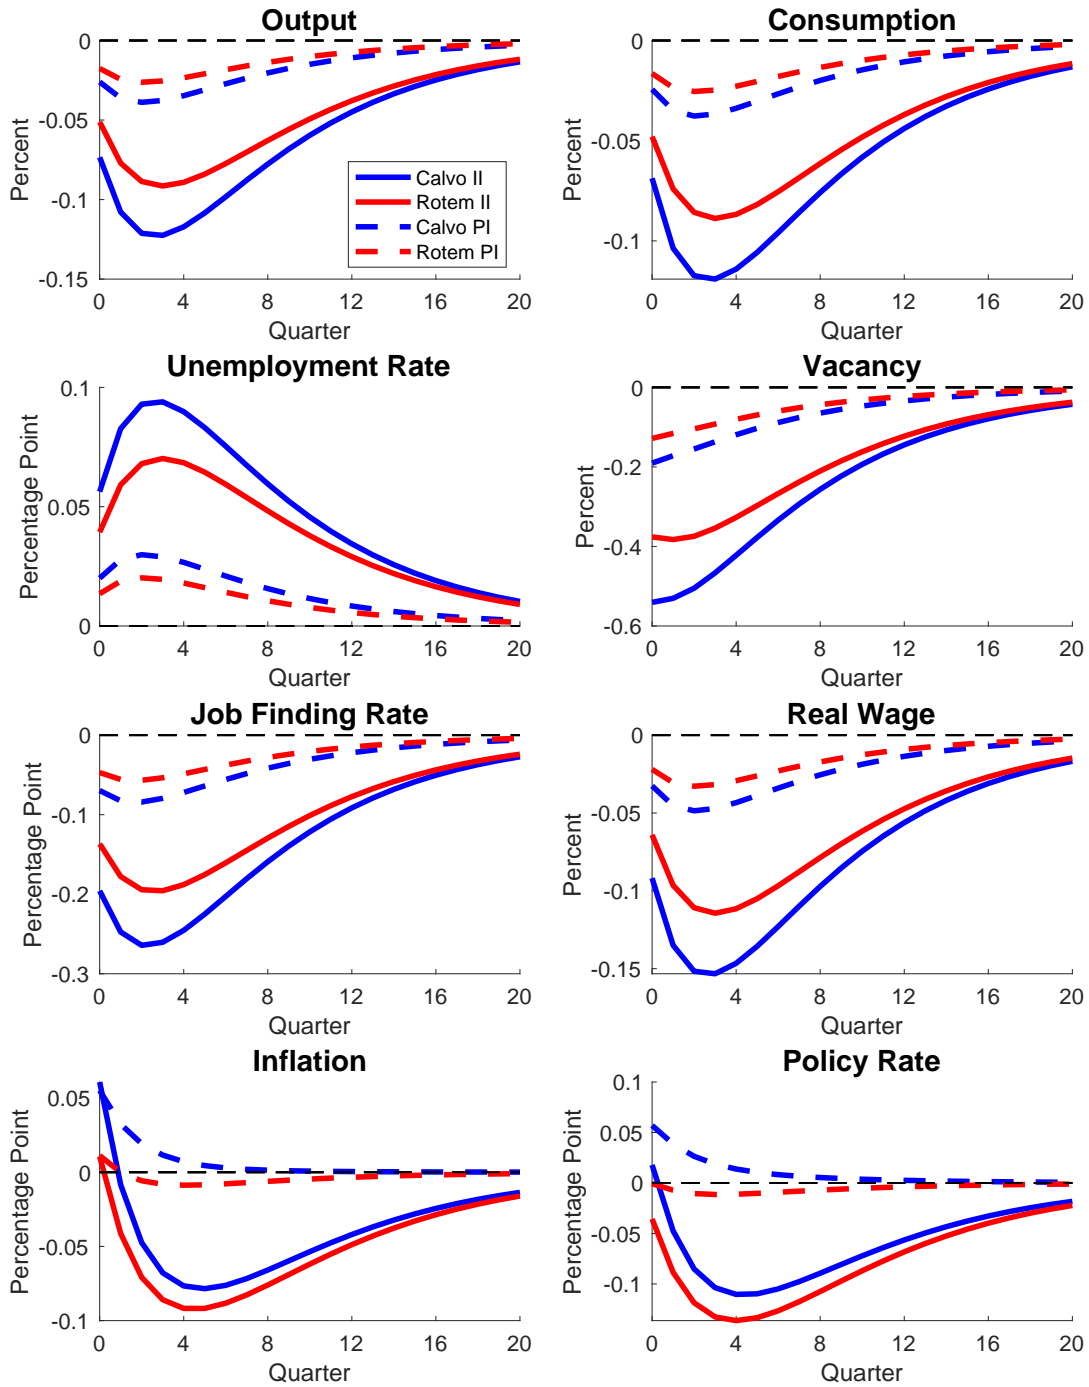 Output
0
-0.05
-0.1
-0.15
Percent
Calvo II
Rotem II
Calvo PI
Rotem PI
0 4 8 12 16 20
Quarter
Consumption
0
-0.05
-0.1
Percent
0 4 8 12 16 20
Quarter
Unemployment Rate
0.1
0.05
0
Percentage Point
0 4 8 12 16 20
Quarter
Vacancy
0
-0.2
-0.4
-0.6
Percent
0 4 8 12 16 20
Quarter
Job Finding Rate
0
-0.1
-0.2
-0.3
Percentage Point
0 4 8 12 16 20
Quarter
Real Wage
0
-0.05
-0.1
-0.15
Percent
0 4 8 12 16 20
Quarter
Inflation
0.05
0
-0.05
-0.1
Percentage Point
0 4 8 12 16 20
Quarter
Policy Rate
0.1
0.05
0
-0.05
-0.1
Percentage Point
0 4 8 12 16 20
Quarter